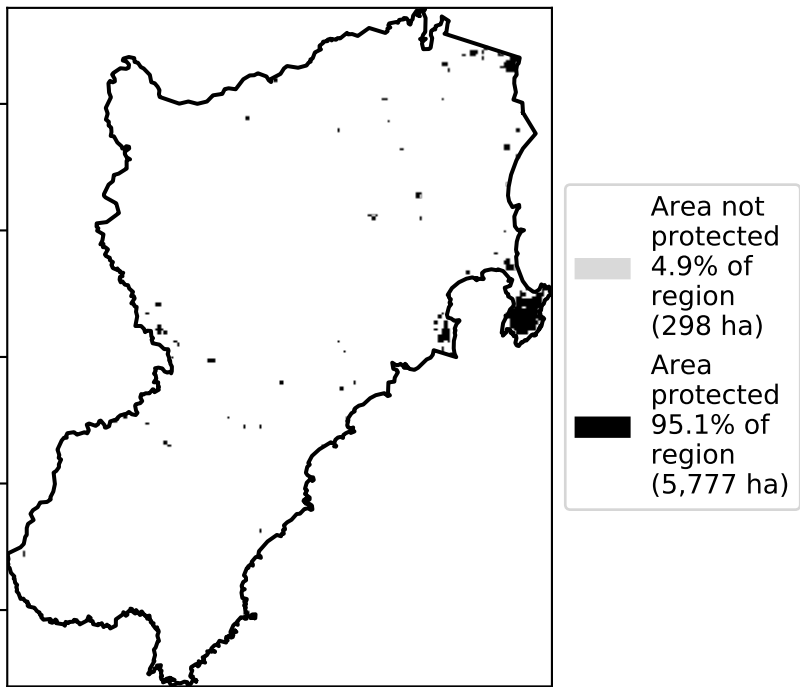 Area not
protected
4.9% of
region
(298 ha)
Area
protected
95.1% of
region
(5,777 ha)